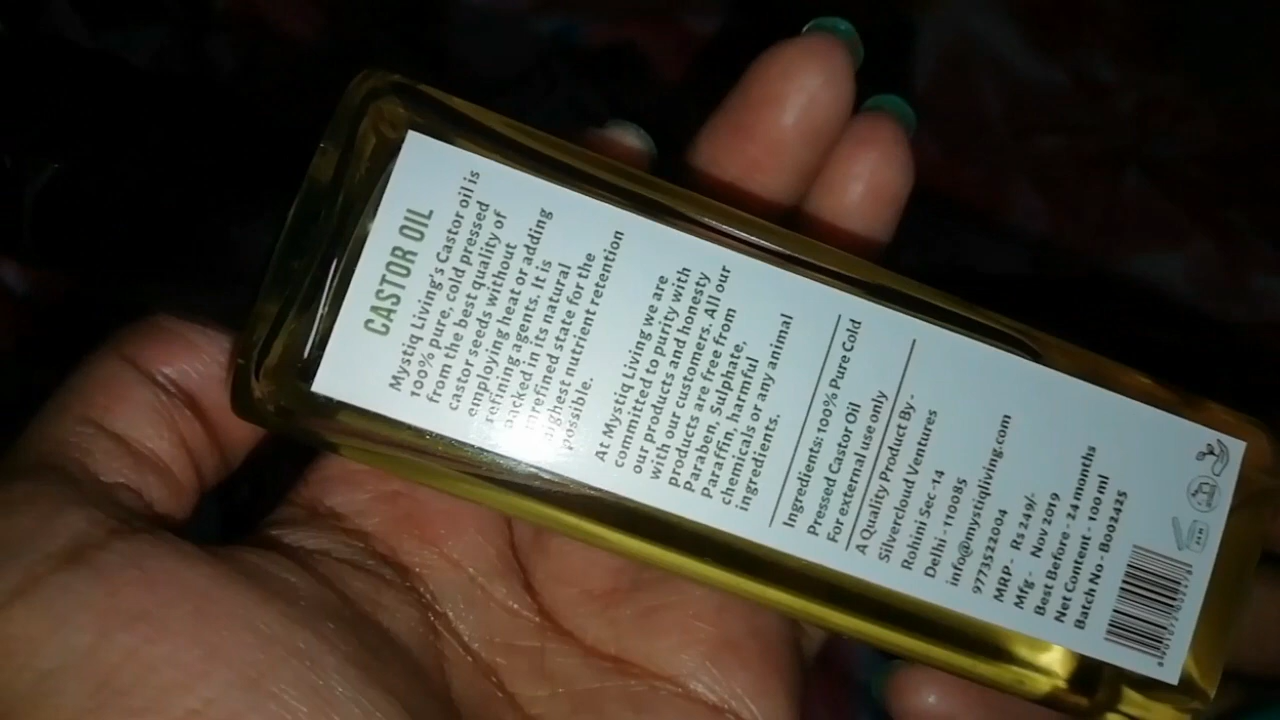 CASTOR OIL
Mystiq Living's Castor oil is
100% pure, cold pressed
from the best quality of
castor seeds without
employing heat or adding
refining agents. It is
packed in its natural
unrefined state for the
highest nutrient retention
possible.
At Mystiq Living we are
committed to purity with
our products and honesty
with our customers. All our
products are free from
Paraben, Sulphate,
Paraffin, harmful
chemicals or any animal
ingredients.
Ingredients: 100% Pure Cold
Pressed Castor Oil
For external use only
A Quality Product By -
Silvercloud Ventures
Rohini Sec -14
Delhi - 110085
info@mystiqliving.com
9773522004
MRP - Rs 249/-
Mfg - Nov 2019
Best Before - 24 months
Net Content - 100 ml
Batch No - B002425